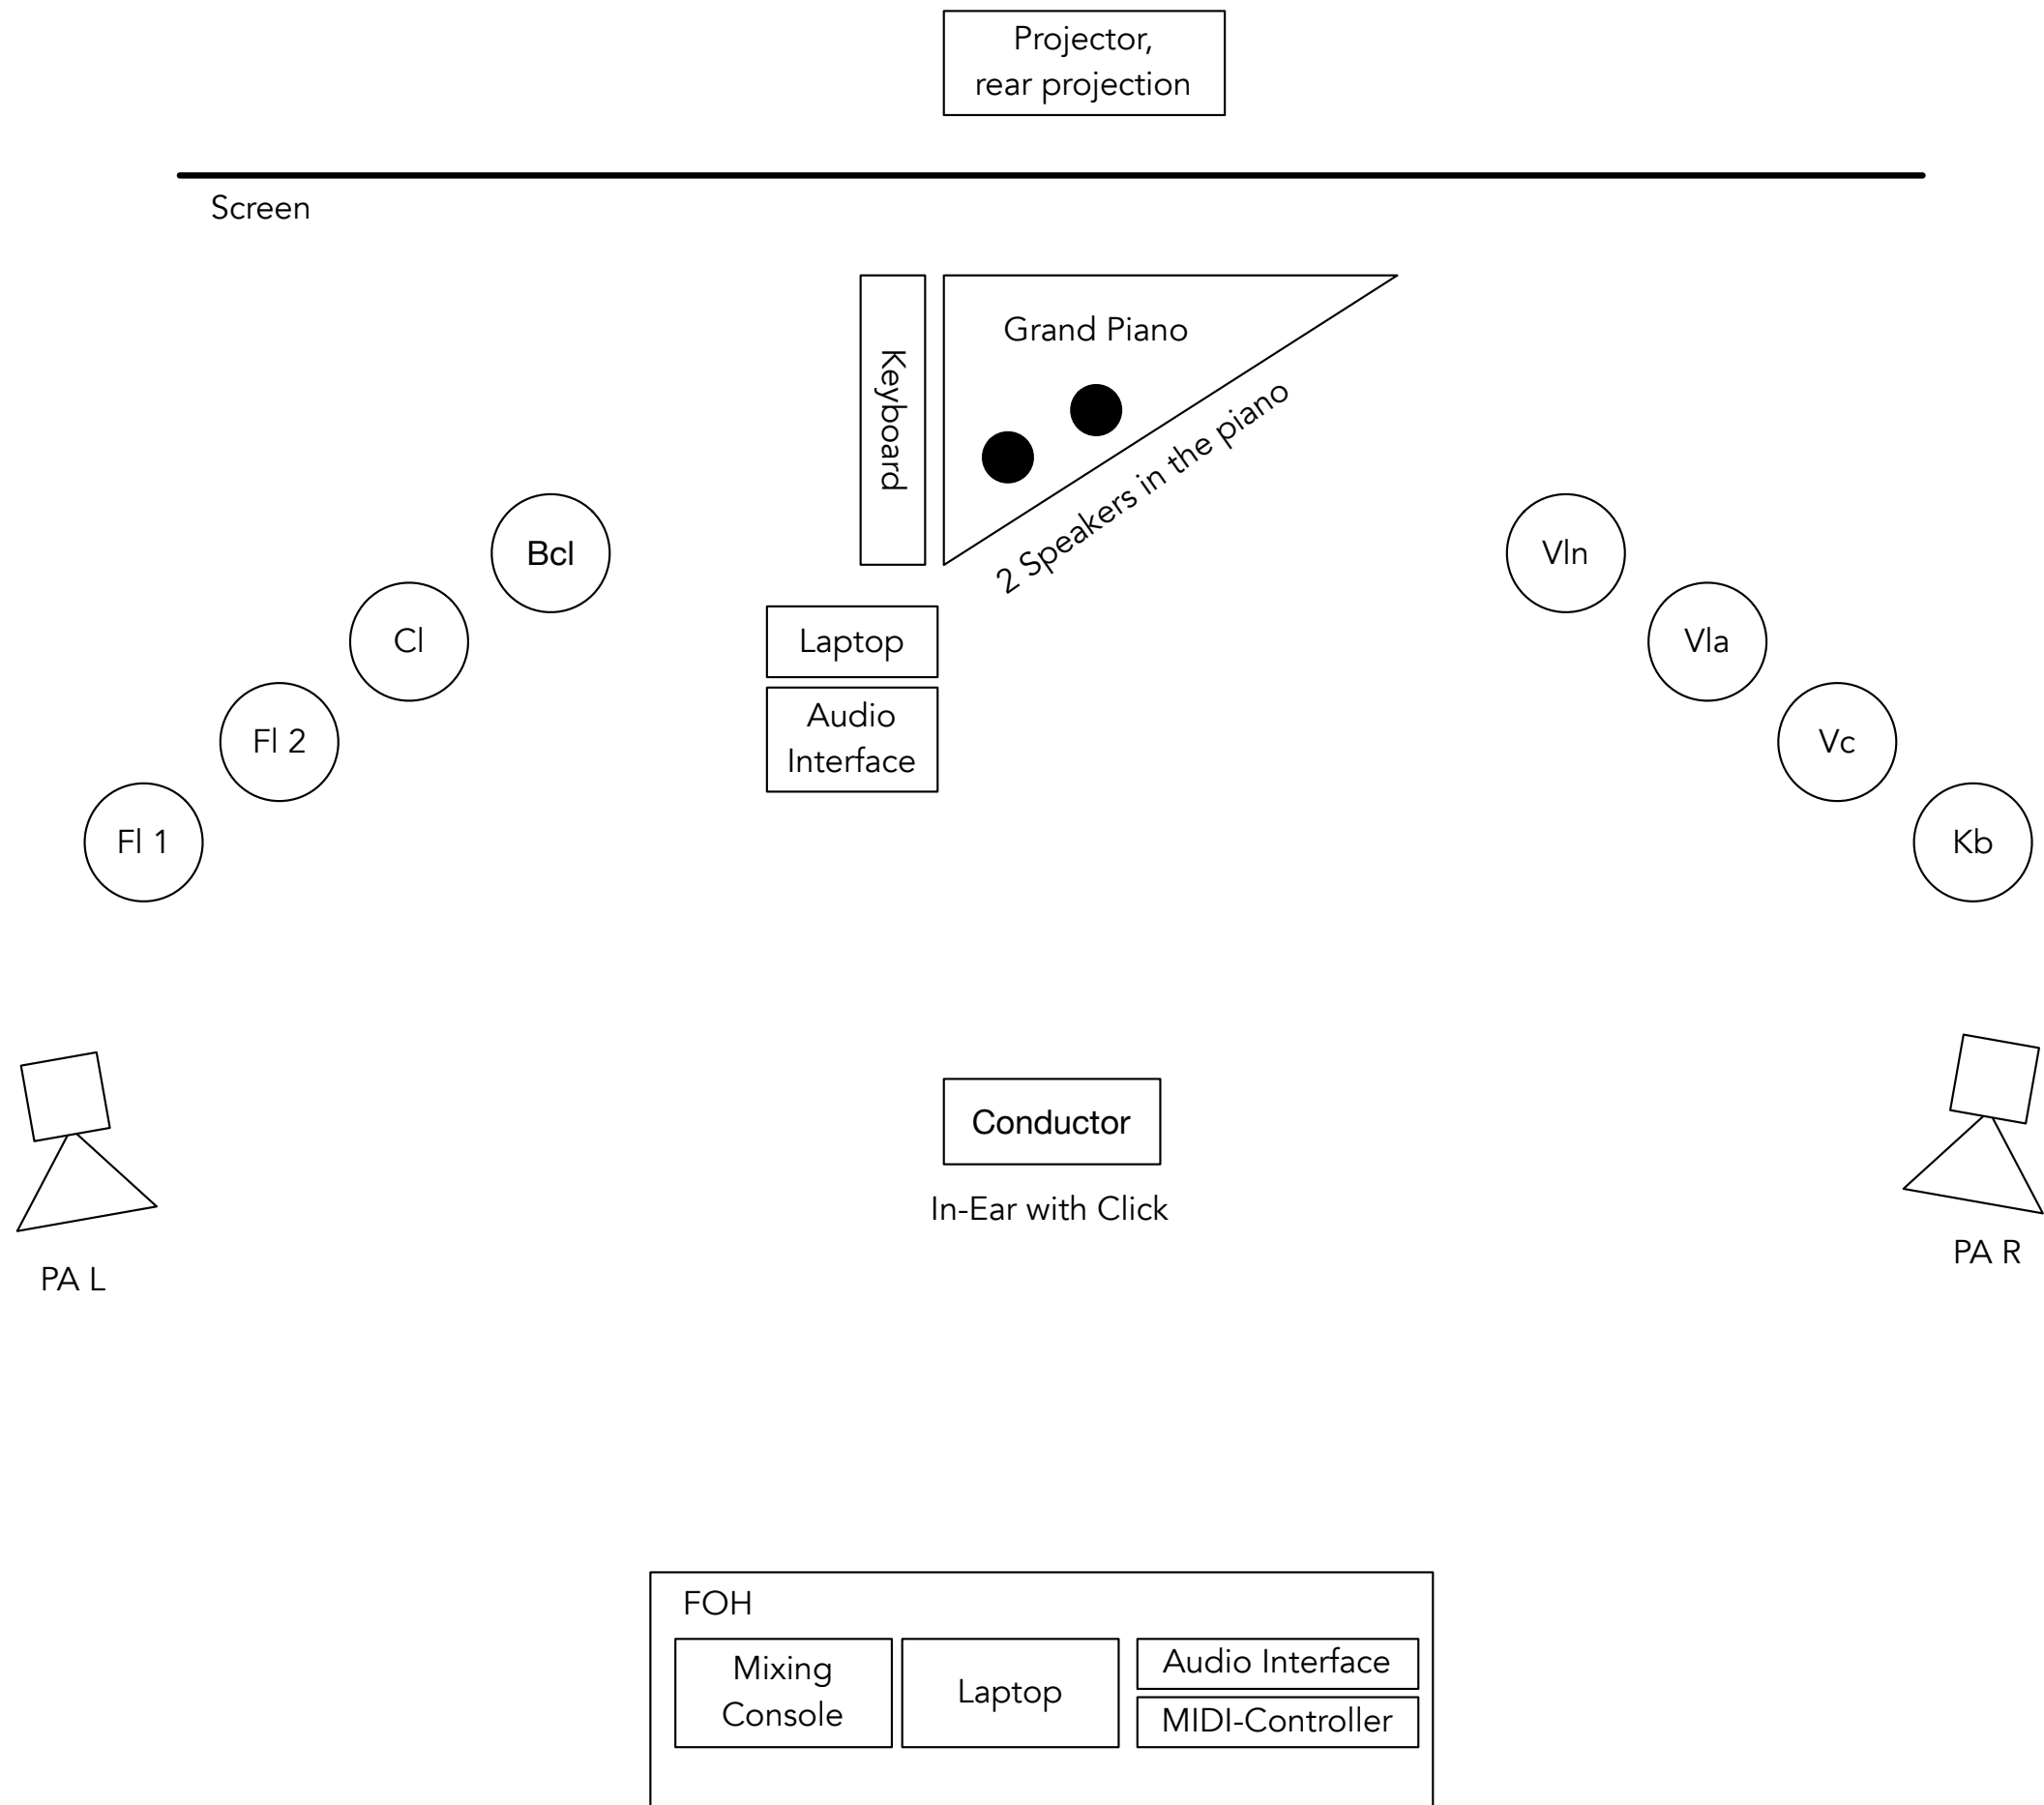 Projector,
rear projection
Screen
Grand Piano
Keyboard
2 Speakers in the piano
Bcl
Vln
Cl
Laptop
Vla
Fl 2
Audio
Interface
Vc
Fl 1
Kb
Conductor
In-Ear with Click
PA L
PA R
FOH
Mixing
Console
Laptop
Audio Interface
MIDI-Controller